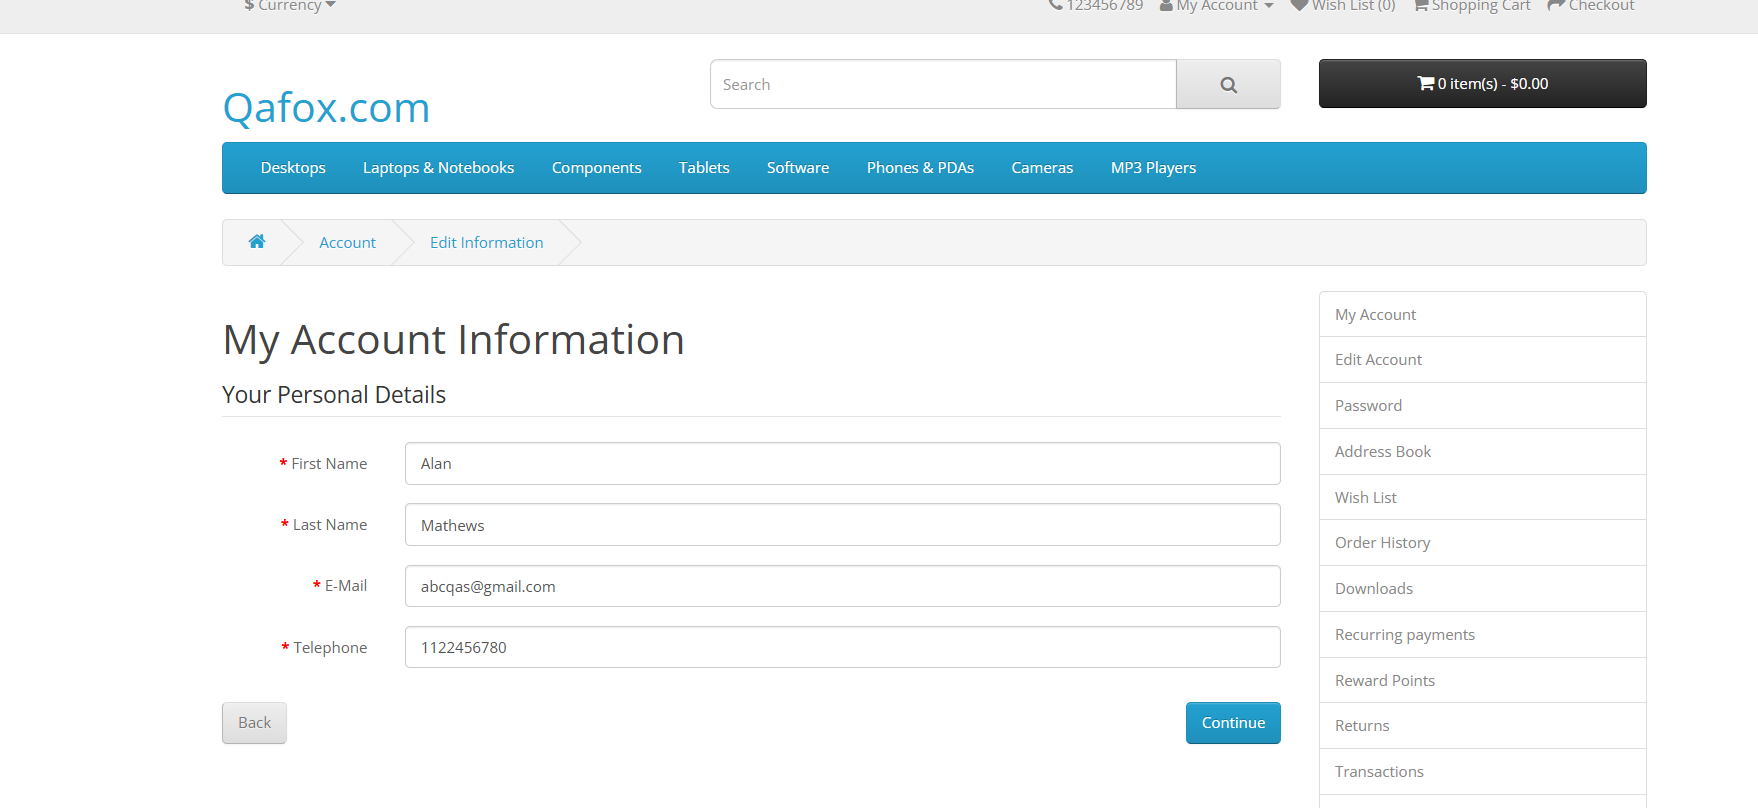 $ Currency
123456789 My Account Wish List (0) Shopping Cart Checkout
Qafox.com
Search
0 item(s) - $0.00
Desktops Laptops & Notebooks Components Tablets Software Phones & PDAs Cameras MP3 Players
Account Edit Information
My Account Information
Your Personal Details
* First Name Alan
* Last Name Mathews
* E-Mail abcqas@gmail.com
* Telephone 1122456780
Back Continue
My Account
Edit Account
Password
Address Book
Wish List
Order History
Downloads
Recurring payments
Reward Points
Returns
Transactions